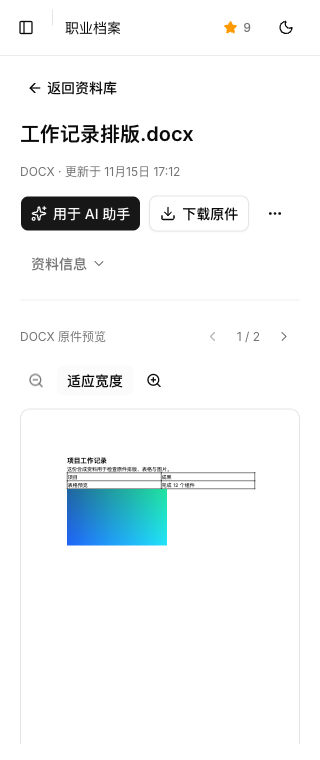 职业档案
9
返回资料库
工作记录排版.docx
DOCX · 更新于 11月15日 17:12
用于 AI 助手
下载原件
资料信息
DOCX 原件预览
1 / 2
适应宽度
项目工作记录
这份合成资料用于检查原件排版、表格与图片。
项目 成果
表格预览 完成 12 个组件